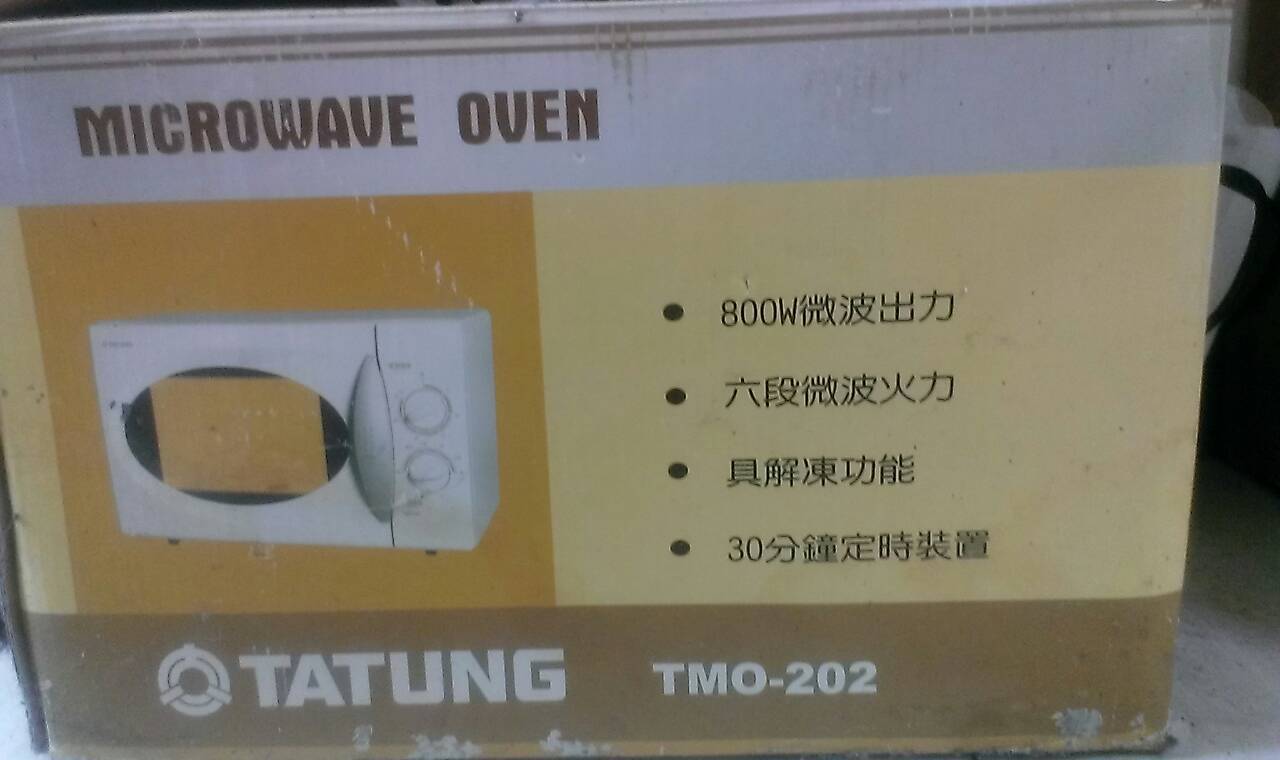 MICROWAVE OVEN
800W微波出力
六段微波火力
具解凍功能
30分鐘定時裝置
TATUNG TMO-202